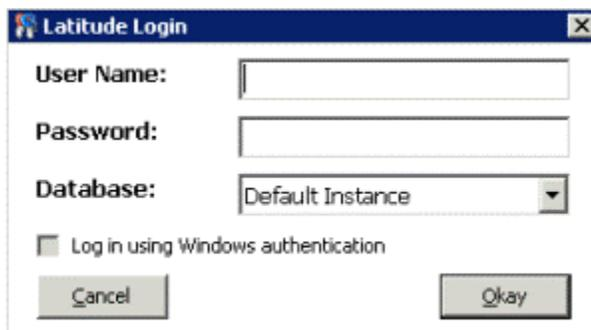 Latitude Login
User Name:
Password:
Database: Default Instance
Log in using Windows authentication
Cancel Okay